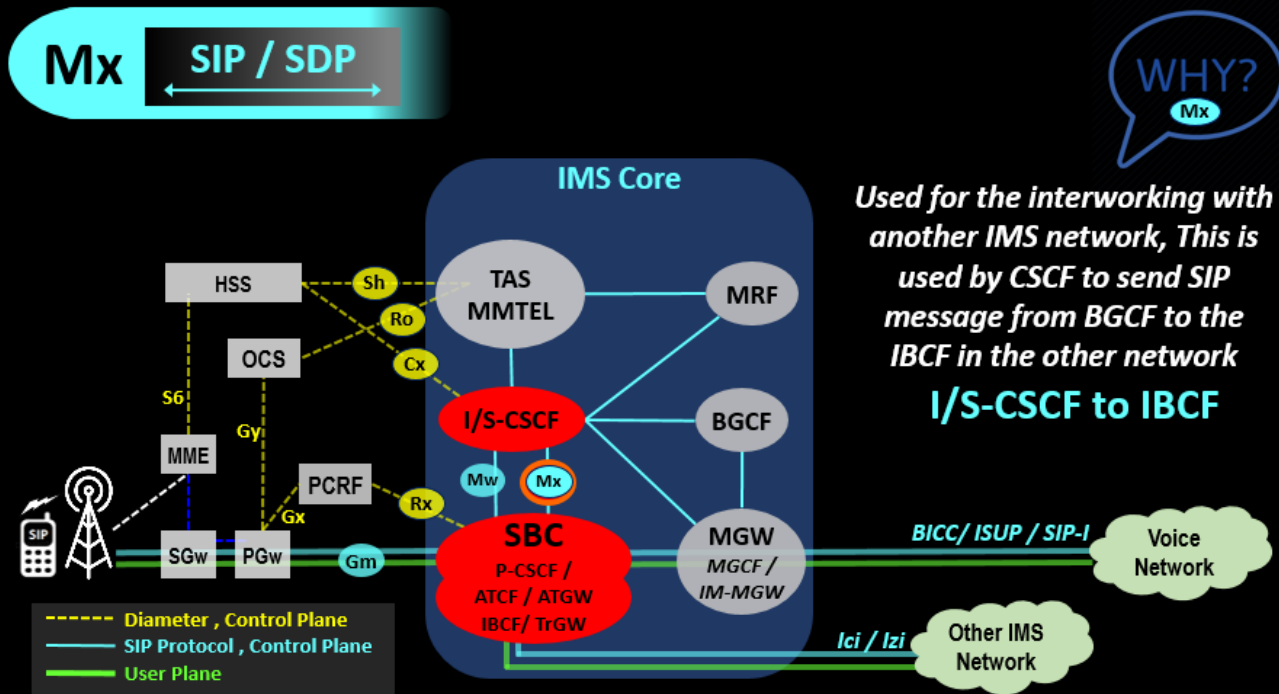 Mx
SIP / SDP
WHY?
Mx
IMS Core
Used for the interworking with
another IMS network, This is
used by CSCF to send SIP
message from BGCF to the
IBCF in the other network
I/S-CSCF to IBCF
HSS
Sh
TAS
MMTEL
MRF
Ro
OCS
Cx
S6
I/S-CSCF
BGCF
Gy
MME
PCRF
Mw
Mx
Rx
Gx
SIP
SGw
PGw
Gm
SBC
P-CSCF /
ATCF / ATGW
IBCF/ TrGW
MGW
MGCF /
IM-MGW
BICC/ ISUP / SIP-I
Voice
Network
Ici / Izi
Other IMS
Network
Diameter , Control Plane
SIP Protocol , Control Plane
User Plane